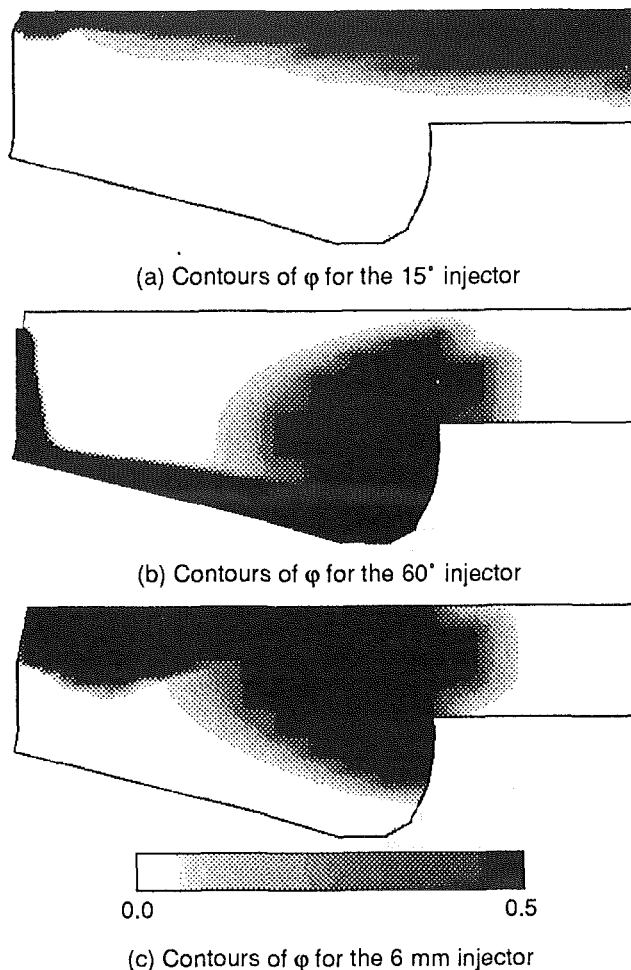 (a) Contours of φ for the 15° injector
(b) Contours of φ for the 60° injector
0.0 0.5
(c) Contours of φ for the 6 mm injector